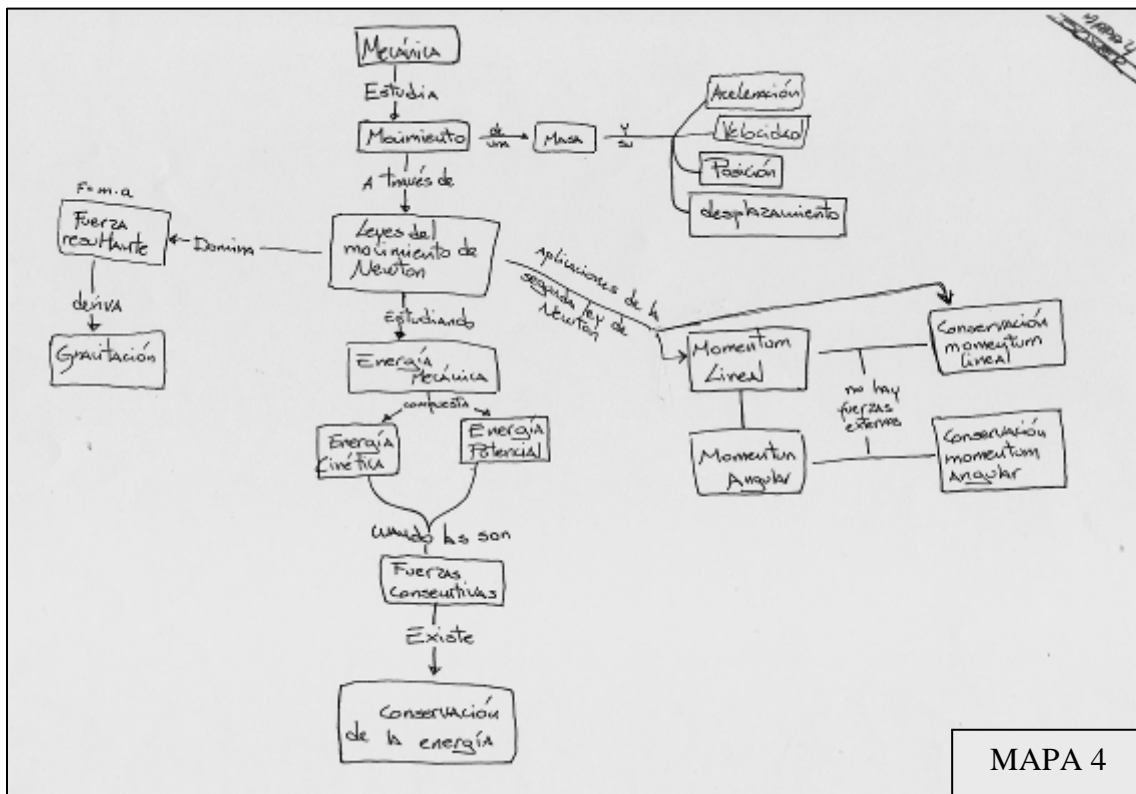 MAPA 4
Mecánica
Estudia
Movimiento
de
una
Masa
Y
su
Aceleración
Velocidad
Posición
desplazamiento
A través de
Leyes del
movimiento de
Newton
Domina
F=m.a
Fuerza
resultante
deriva
Gravitación
Aplicaciones de la
segunda ley de
Newton
Momentum
Lineal
Conservación
momentum
lineal
no hay
fuerzas
externas
Momentum
Angular
Conservación
momentum
Angular
Estudiando
Energía
Mecánica
compuesta
Energía
Cinética
Energía
Potencial
cuando las son
Fuerzas
Existe
Conservación
de la energía
MAPA 4